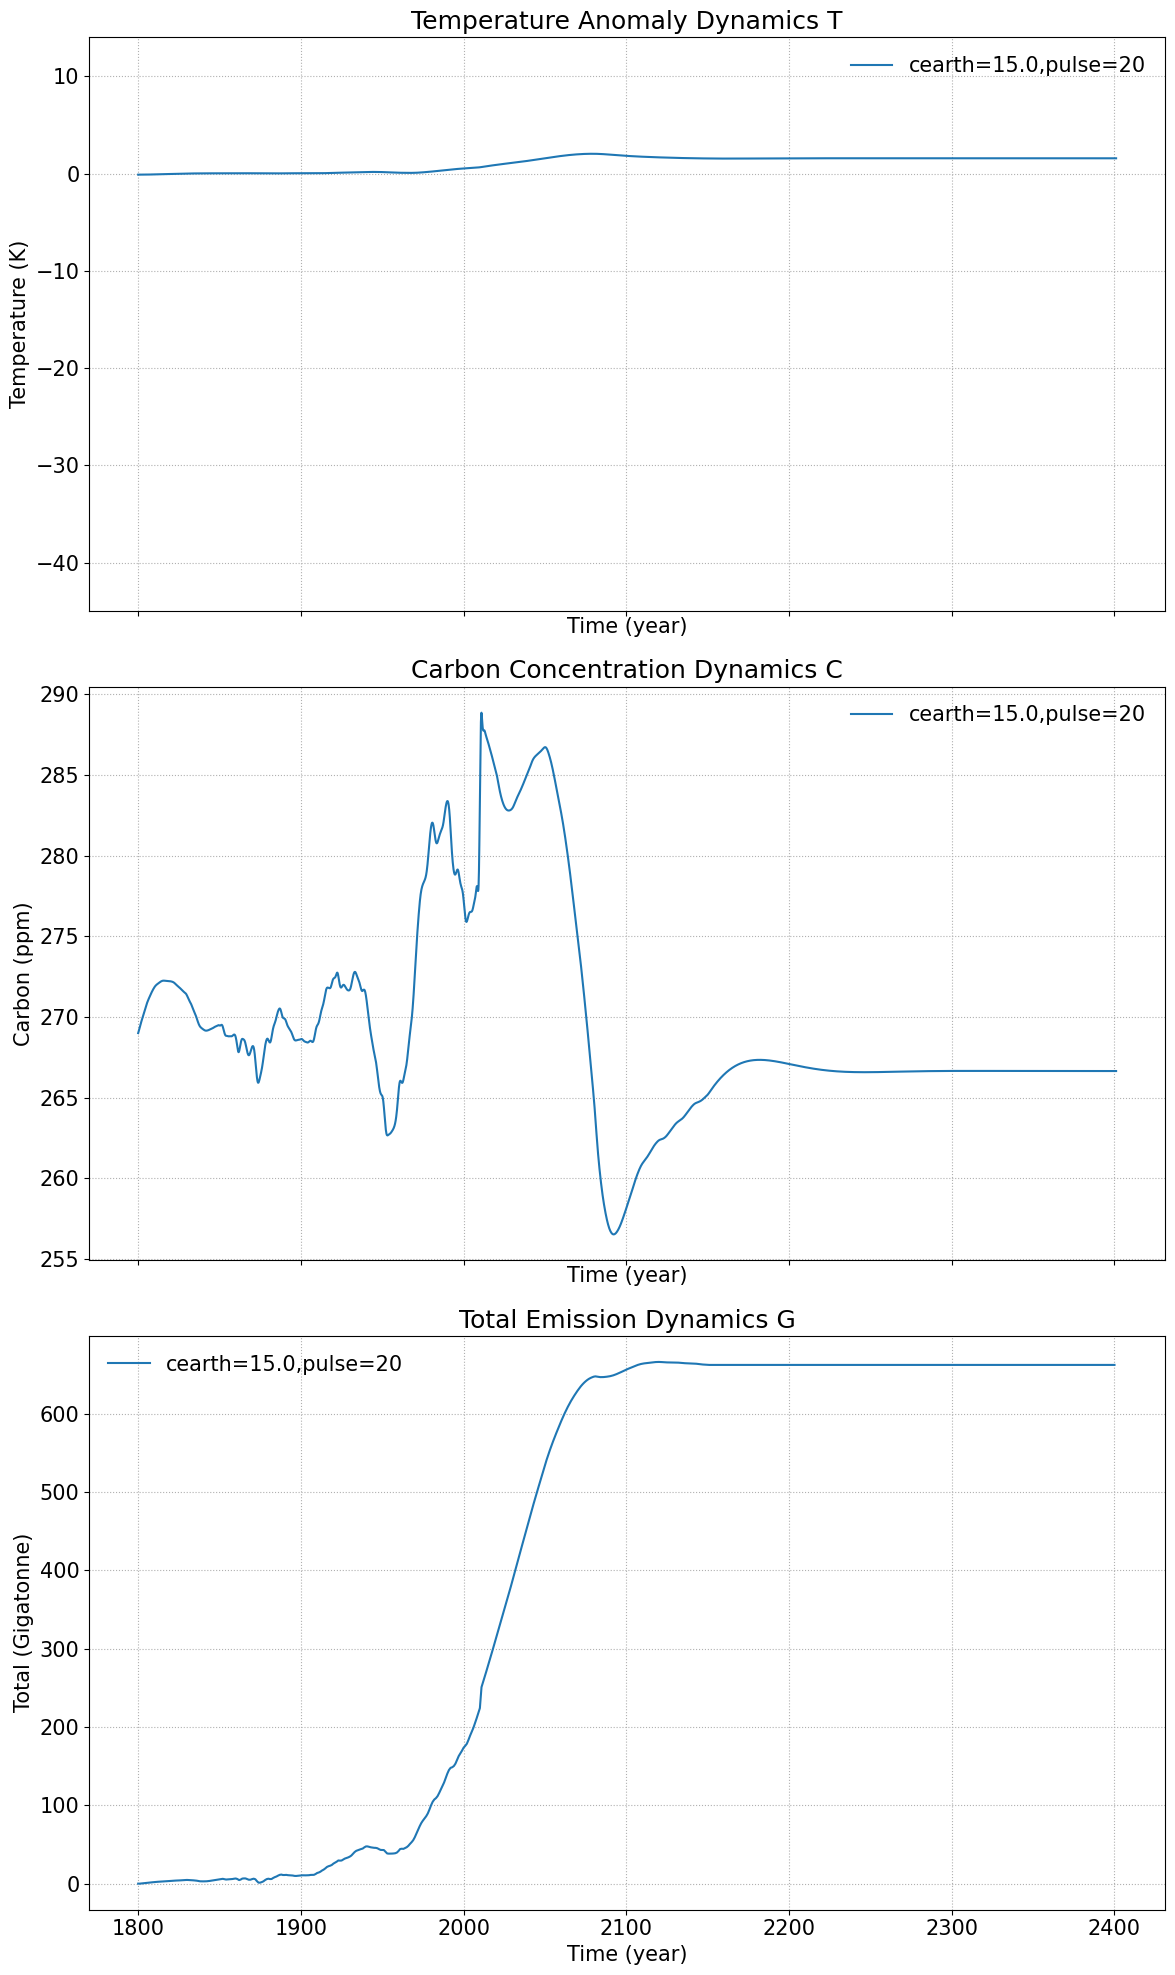 Temperature Anomaly Dynamics T
cearth=15.0,pulse=20
10
0
−10
−20
−30
−40
Temperature (K)
Time (year)
Carbon Concentration Dynamics C
cearth=15.0,pulse=20
290
285
280
275
270
265
260
255
Carbon (ppm)
Time (year)
Total Emission Dynamics G
cearth=15.0,pulse=20
600
500
400
300
200
100
0
Total (Gigatonne)
1800 1900 2000 2100 2200 2300 2400
Time (year)